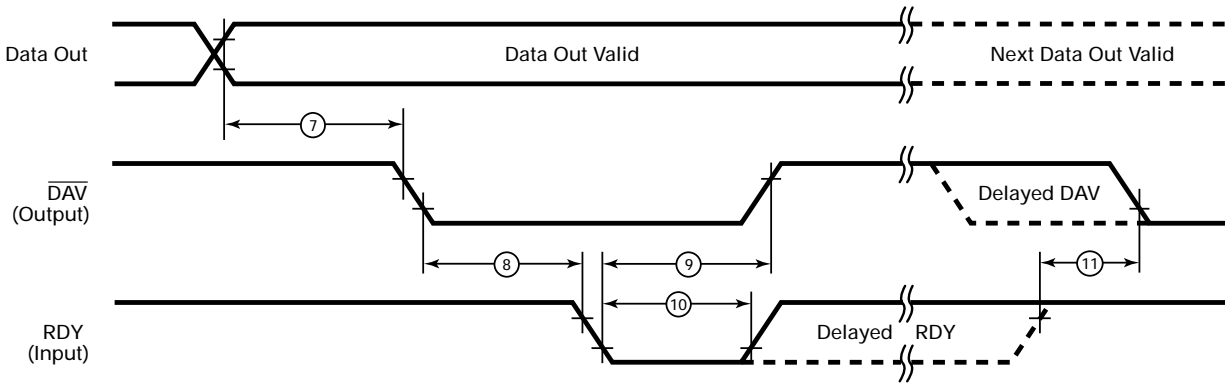 Data Out
Data Out Valid
Next Data Out Valid
7
D̅A̅V̅
(Output)
Delayed DAV
8
9
11
10
RDY
(Input)
Delayed RDY